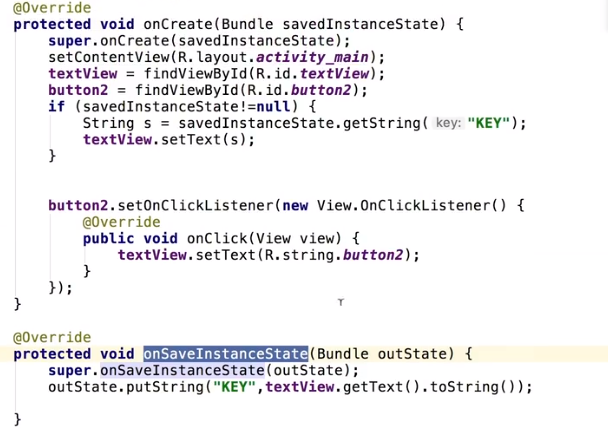 @Override
protected void onCreate(Bundle savedInstanceState) {
super.onCreate(savedInstanceState);
setContentView(R.layout.activity_main);
textView = findViewById(R.id.textView);
button2 = findViewById(R.id.button2);
if (savedInstanceState!=null) {
String s = savedInstanceState.getString( key: "KEY");
textView.setText(s);
}
button2.setOnClickListener(new View.OnClickListener() {
@Override
public void onClick(View view) {
textView.setText(R.string.button2);
}
});
}
@Override
protected void onSaveInstanceState(Bundle outState) {
super.onSaveInstanceState(outState);
outState.putString("KEY",textView.getText().toString());
}